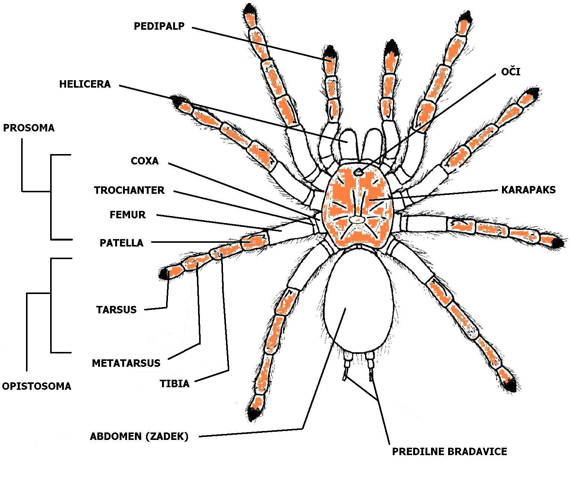 PEDIPALP
OČI
HELICERA
PROSOMA
COXA
TROCHANTER
KARAPAKS
FEMUR
PATELLA
TARSUS
METATARSUS
TIBIA
OPISTOSOMA
ABDOMEN (ZADEK)
PREDILNE BRADAVICE